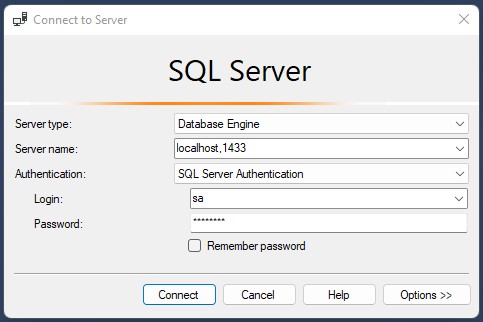 Connect to Server
SQL Server
Server type: Database Engine
Server name: localhost,1433
Authentication: SQL Server Authentication
Login: sa
Password: ********
Remember password
Connect Cancel Help Options >>